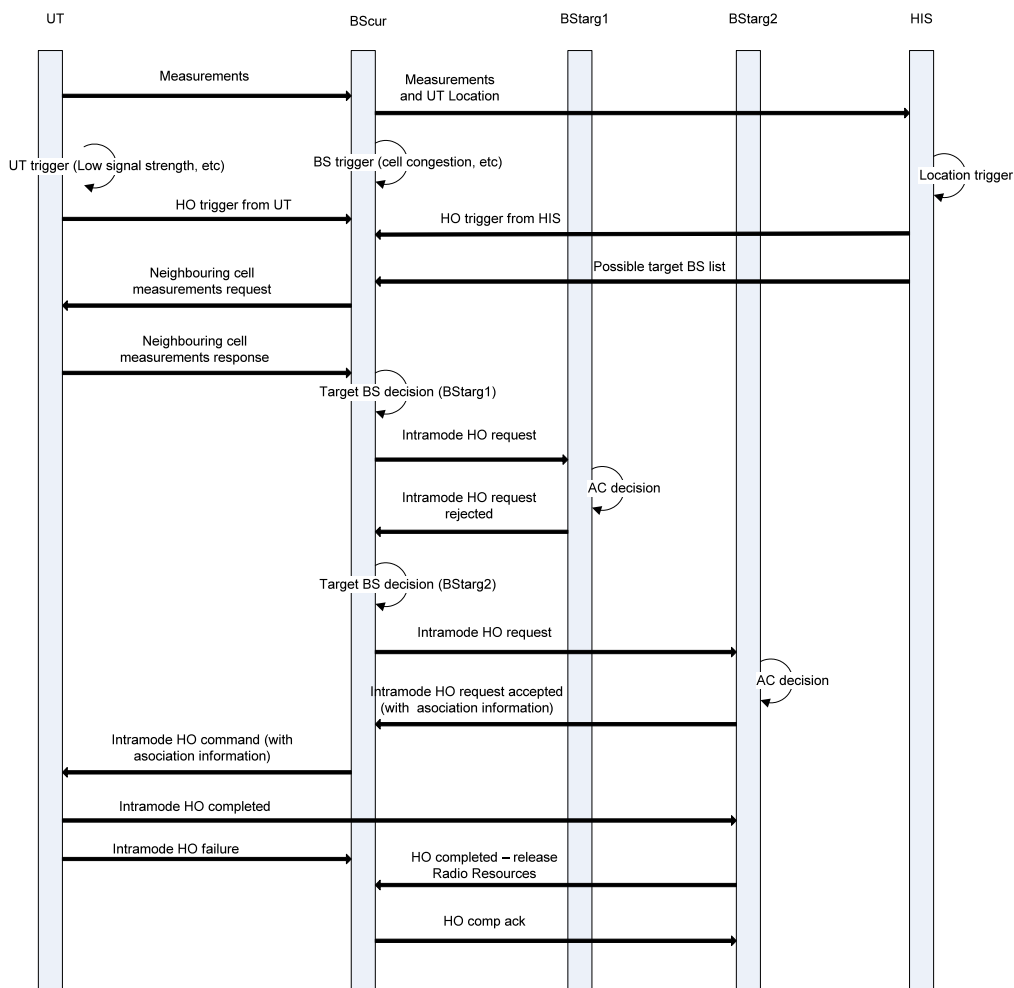 UT
BScur
BStarg1
BStarg2
HIS
Measurements
Measurements
and UT Location
UT trigger (Low signal strength, etc)
BS trigger (cell congestion, etc)
Location trigger
HO trigger from UT
HO trigger from HIS
Possible target BS list
Neighbouring cell
measurements request
Neighbouring cell
measurements response
Target BS decision (BStarg1)
Intramode HO request
AC decision
Intramode HO request
rejected
Target BS decision (BStarg2)
Intramode HO request
AC decision
Intramode HO request accepted
(with asociation information)
Intramode HO command (with
asociation information)
Intramode HO completed
Intramode HO failure
HO completed – release
Radio Resources
HO comp ack